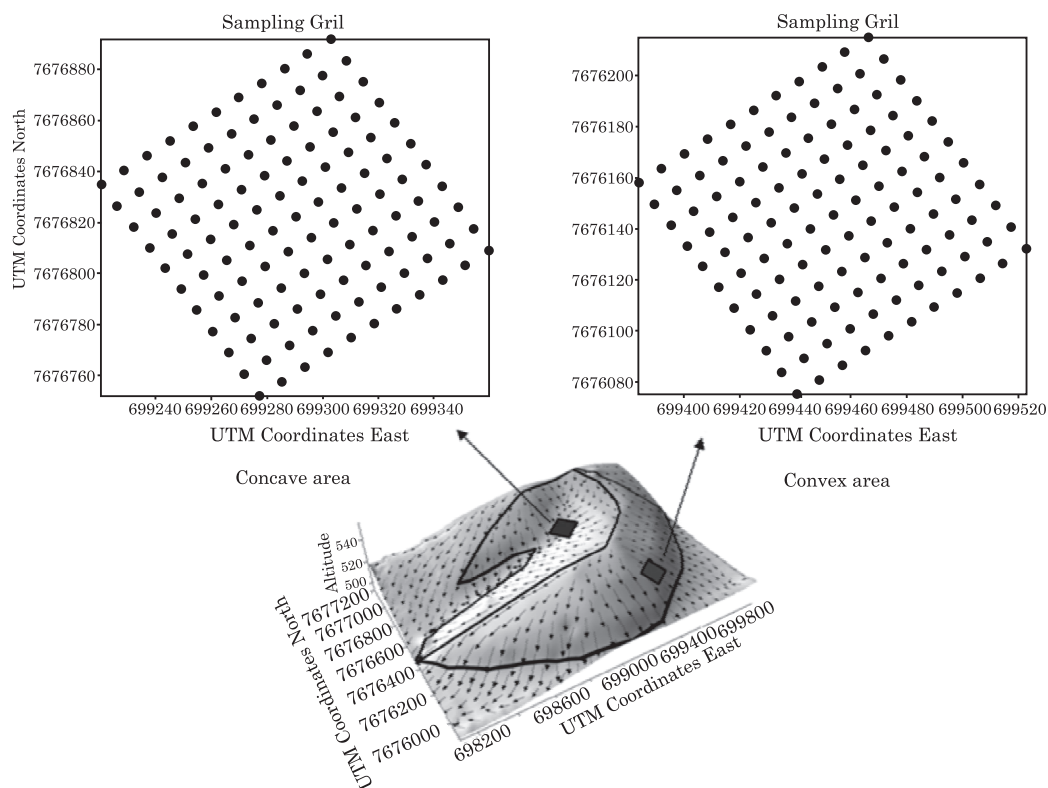 Sampling Gril
UTM Coordinates North
7676880
7676860
7676840
7676820
7676800
7676780
7676760
699240 699260 699280 699300 699320 699340
UTM Coordinates East
Concave area
Sampling Gril
7676200
7676180
7676160
7676140
7676120
7676100
7676080
699400 699420 699440 699460 699480 699500 699520
UTM Coordinates East
Convex area
Altitude
540
520
500
UTM Coordinates North
7677200
7677000
7676800
7676600
7676400
7676200
7676000
698200 698600 699000 699400 699800
UTM Coordinates East